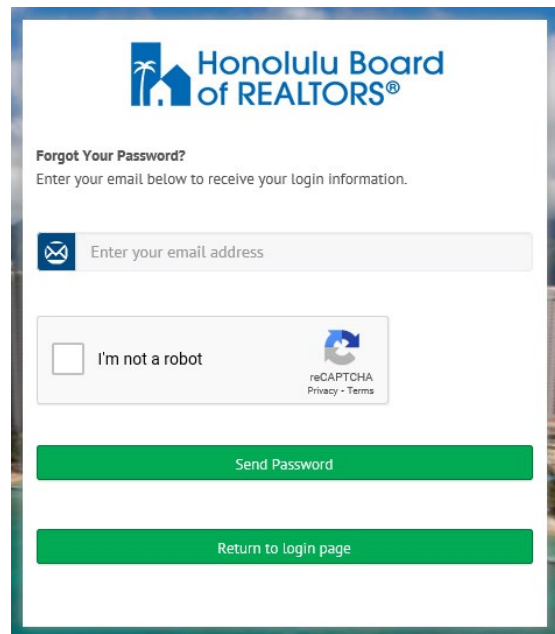 Honolulu Board
of REALTORS®
Forgot Your Password?
Enter your email below to receive your login information.
Enter your email address
I'm not a robot
reCAPTCHA
Privacy - Terms
Send Password
Return to login page